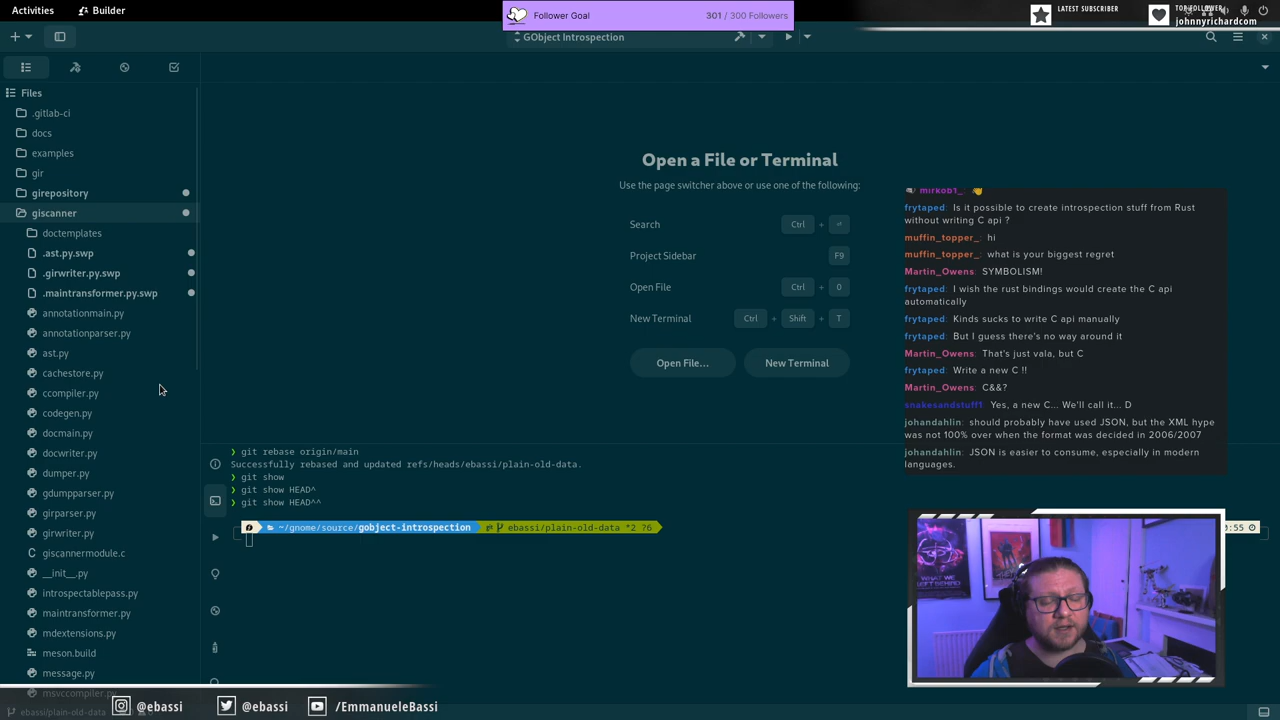 Activities
Builder
Follower Goal
301 / 300 Followers
LATEST SUBSCRIBER
johnnyrichardcom
GObject Introspection
Files
.gitlab-ci
docs
examples
gir
girepository
giscanner
doctemplates
.ast.py.swp
.girwriter.py.swp
.maintransformer.py.swp
annotationmain.py
annotationparser.py
ast.py
cachestore.py
ccompiler.py
codegen.py
docmain.py
docwriter.py
dumper.py
gdumpparser.py
girparser.py
girwriter.py
giscannermodule.c
__init__.py
introspectablepass.py
maintransformer.py
mdextensions.py
meson.build
message.py
msvccompiler.py
Open a File or Terminal
Use the page switcher above or use one of the following:
Search
Ctrl + ⏎
Project Sidebar
F9
Open File
Ctrl + O
New Terminal
Ctrl + Shift + T
Open File...
New Terminal
mirkob1_ 👋
frytaped: Is it possible to create introspection stuff from Rust
without writing C api ?
muffin_topper_: hi
muffin_topper_: what is your biggest regret
Martin_Owens: SYMBOLISM!
frytaped: I wish the rust bindings would create the C api
automatically
frytaped: Kinds sucks to write C api manually
frytaped: But I guess there's no way around it
Martin_Owens: That's just vala, but C
frytaped: Write a new C !!
Martin_Owens: C&&?
snakesandstuff1: Yes, a new C... We'll call it... D
johandahlin: should probably have used JSON, but the XML hype
was not 100% over when the format was decided in 2006/2007
johandahlin: JSON is easier to consume, especially in modern
languages.
❯ git rebase origin/main
Successfully rebased and updated refs/heads/ebassi/plain-old-data.
❯ git show
❯ git show HEAD^
❯ git show HEAD^^
~/gnome/source/gobject-introspection
ebassi/plain-old-data *2 ?6
:55
@ebassi
@ebassi
/EmmanueleBassi
ebassi/plain-old-data